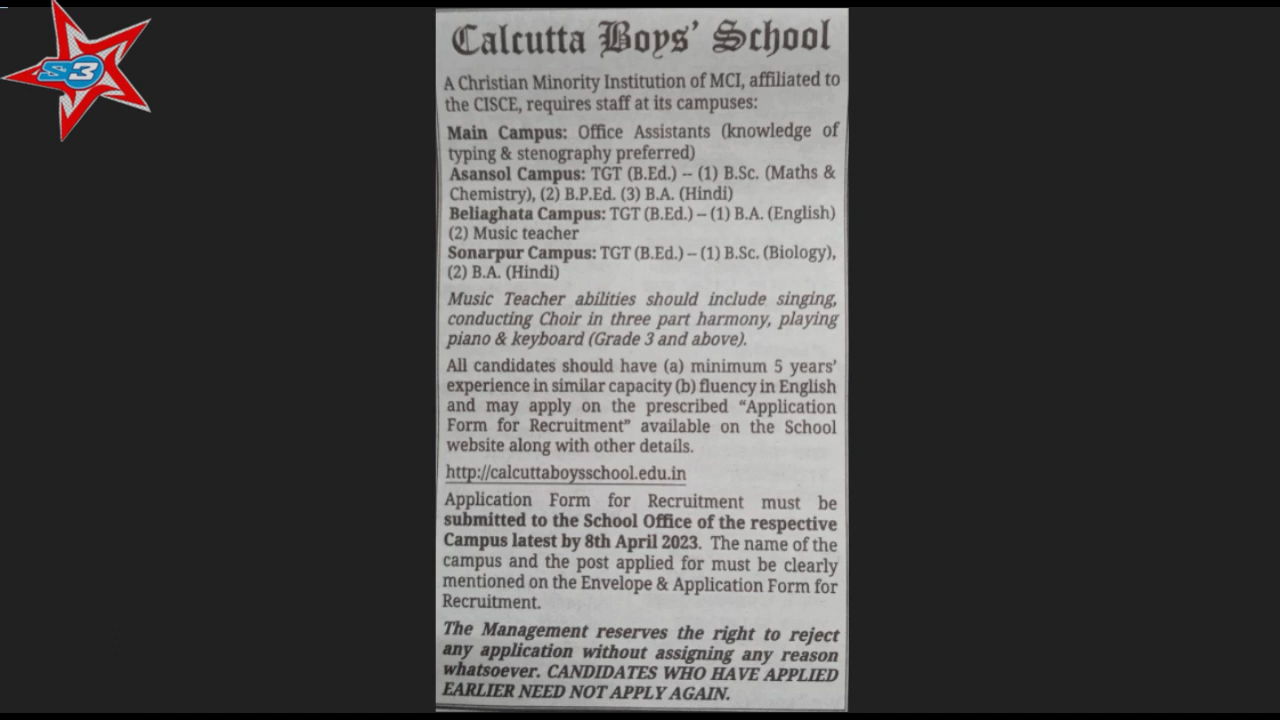 S3
Calcutta Boys' School
A Christian Minority Institution of MCI, affiliated to
the CISCE, requires staff at its campuses:
Main Campus: Office Assistants (knowledge of
typing & stenography preferred)
Asansol Campus: TGT (B.Ed.) – (1) B.Sc. (Maths &
Chemistry), (2) B.P.Ed. (3) B.A. (Hindi)
Beliaghata Campus: TGT (B.Ed.) – (1) B.A. (English)
(2) Music teacher
Sonarpur Campus: TGT (B.Ed.) – (1) B.Sc. (Biology),
(2) B.A. (Hindi)
Music Teacher abilities should include singing,
conducting Choir in three part harmony, playing
piano & keyboard (Grade 3 and above).
All candidates should have (a) minimum 5 years'
experience in similar capacity (b) fluency in English
and may apply on the prescribed “Application
Form for Recruitment” available on the School
website along with other details.
http://calcuttaboysschool.edu.in
Application Form for Recruitment must be
submitted to the School Office of the respective
Campus latest by 8th April 2023. The name of the
campus and the post applied for must be clearly
mentioned on the Envelope & Application Form for
Recruitment.
The Management reserves the right to reject
any application without assigning any reason
whatsoever. CANDIDATES WHO HAVE APPLIED
EARLIER NEED NOT APPLY AGAIN.